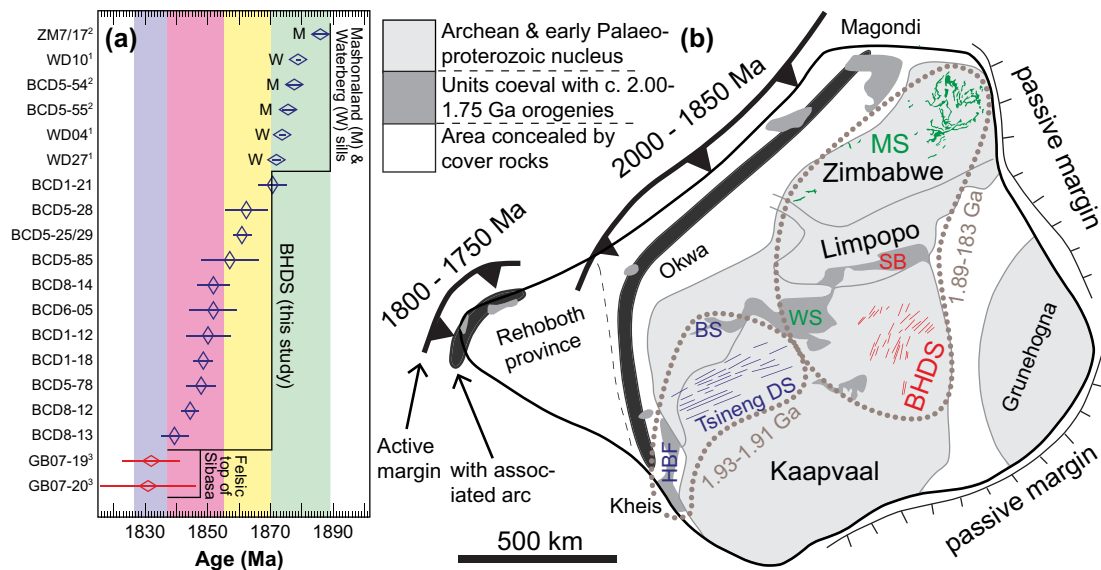 (a)
ZM7/17²
WD10¹
BCD5-54²
BCD5-55²
WD04¹
WD27¹
BCD1-21
BCD5-28
BCD5-25/29
BCD5-85
BCD8-14
BCD6-05
BCD1-12
BCD1-18
BCD5-78
BCD8-12
BCD8-13
GB07-19³
GB07-20³
M
W
M
M
W
W
Mashonaland (M) &
Waterberg (W) sills
BHDS (this study)
Felsic
top of
Sibasa
1830
1850
1870
1890
Age (Ma)
Archean & early Palaeo-
proterozoic nucleus
Units coeval with c. 2.00-
1.75 Ga orogenies
Area concealed by
cover rocks
(b)
Magondi
2000 - 1850 Ma
passive margin
MS
Zimbabwe
1800 - 1750 Ma
Okwa
Limpopo
SB
1.89-183 Ga
Rehoboth
province
BS
WS
BHDS
Grunehogna
Tsineng DS
1.93-1.91 Ga
HBF
Kaapvaal
Active
margin
with assoc-
iated arc
Kheis
passive margin
500 km